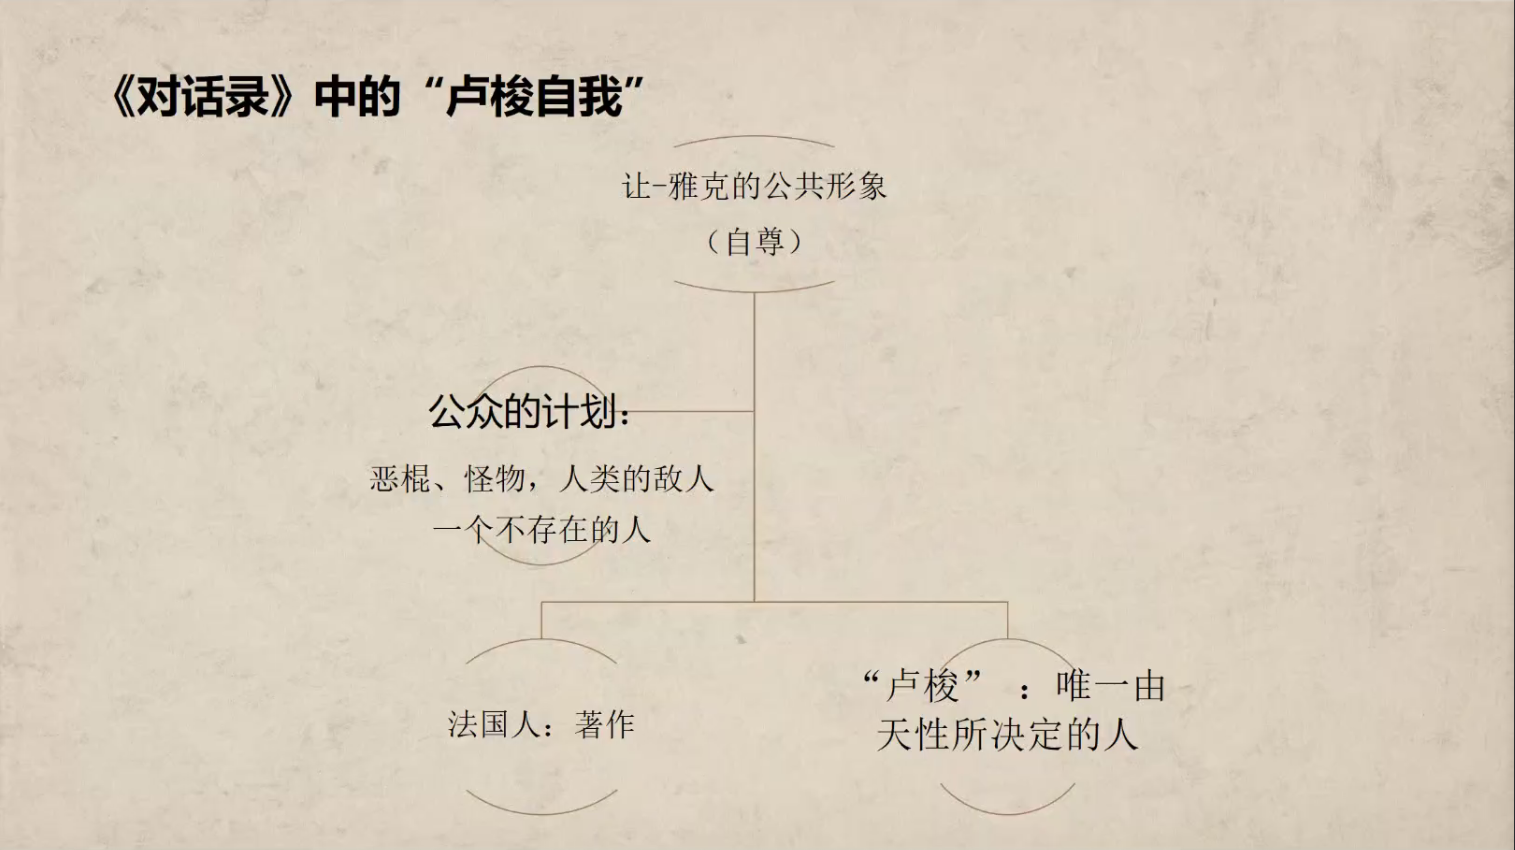 《对话录》中的“卢梭自我”
让-雅克的公共形象
（自尊）
公众的计划：
恶棍、怪物，人类的敌人
一个不存在的人
法国人：著作
“卢梭” ：唯一由
天性所决定的人